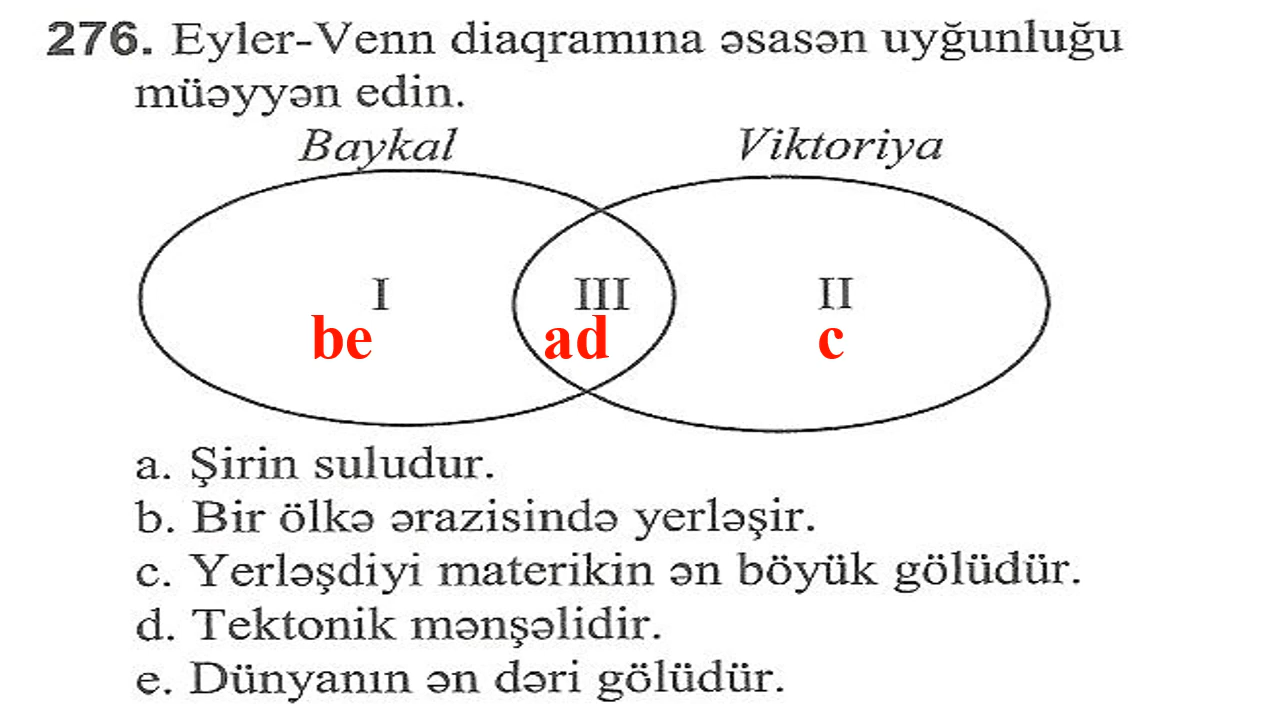 276. Eyler-Venn diaqramına əsasən uyğunluğu
müəyyən edin.
Baykal Viktoriya
I III II
be ad c
a. Şirin suludur.
b. Bir ölkə ərazisində yerləşir.
c. Yerləşdiyi materikin ən böyük gölüdür.
d. Tektonik mənşəlidir.
e. Dünyanın ən dəri gölüdür.